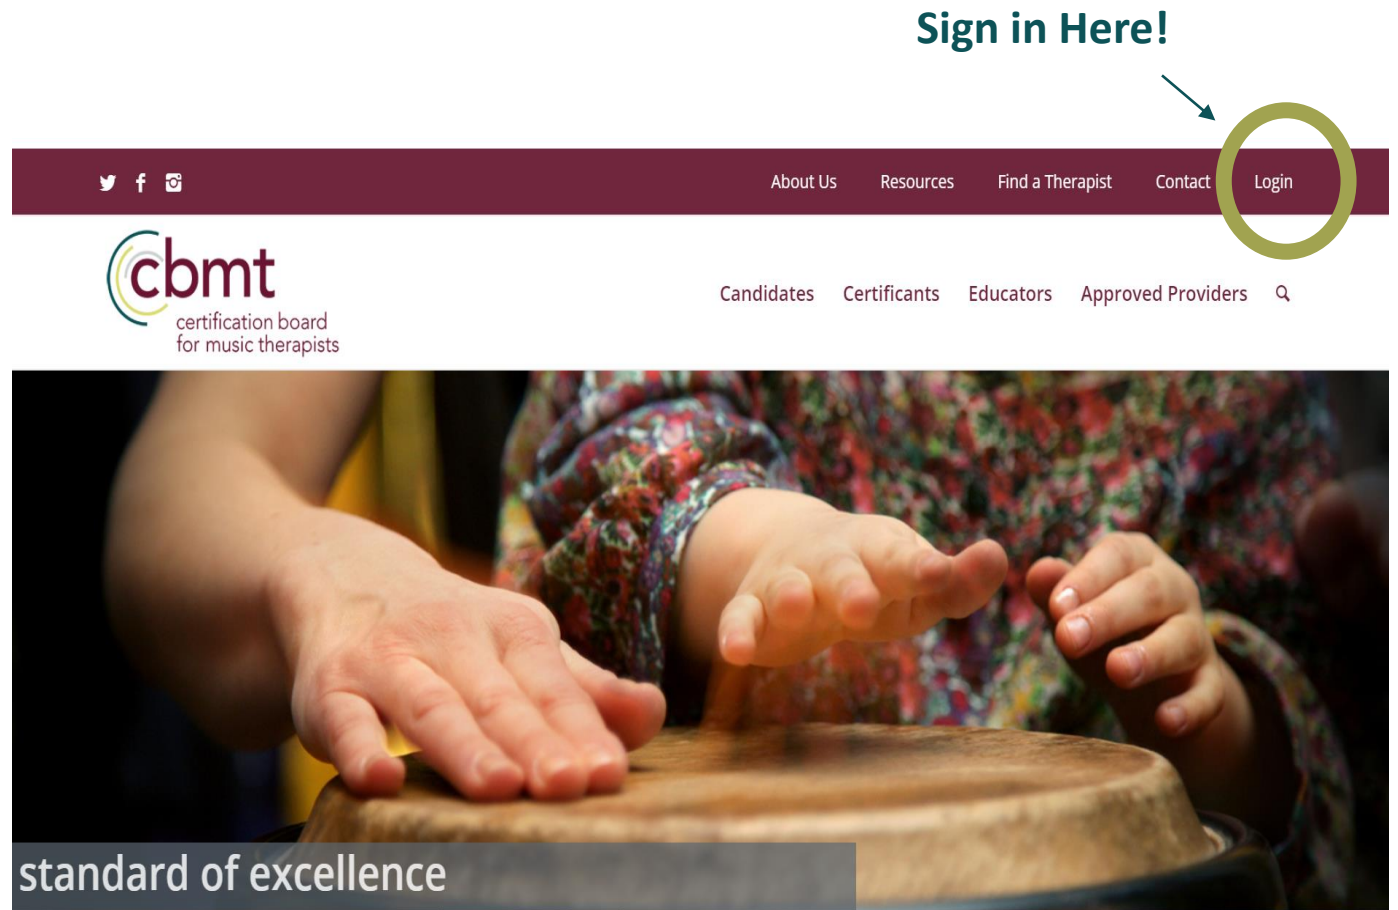 Sign in Here!
About Us Resources Find a Therapist Contact Login
cbmt
certification board
for music therapists
Candidates Certificants Educators Approved Providers
standard of excellence